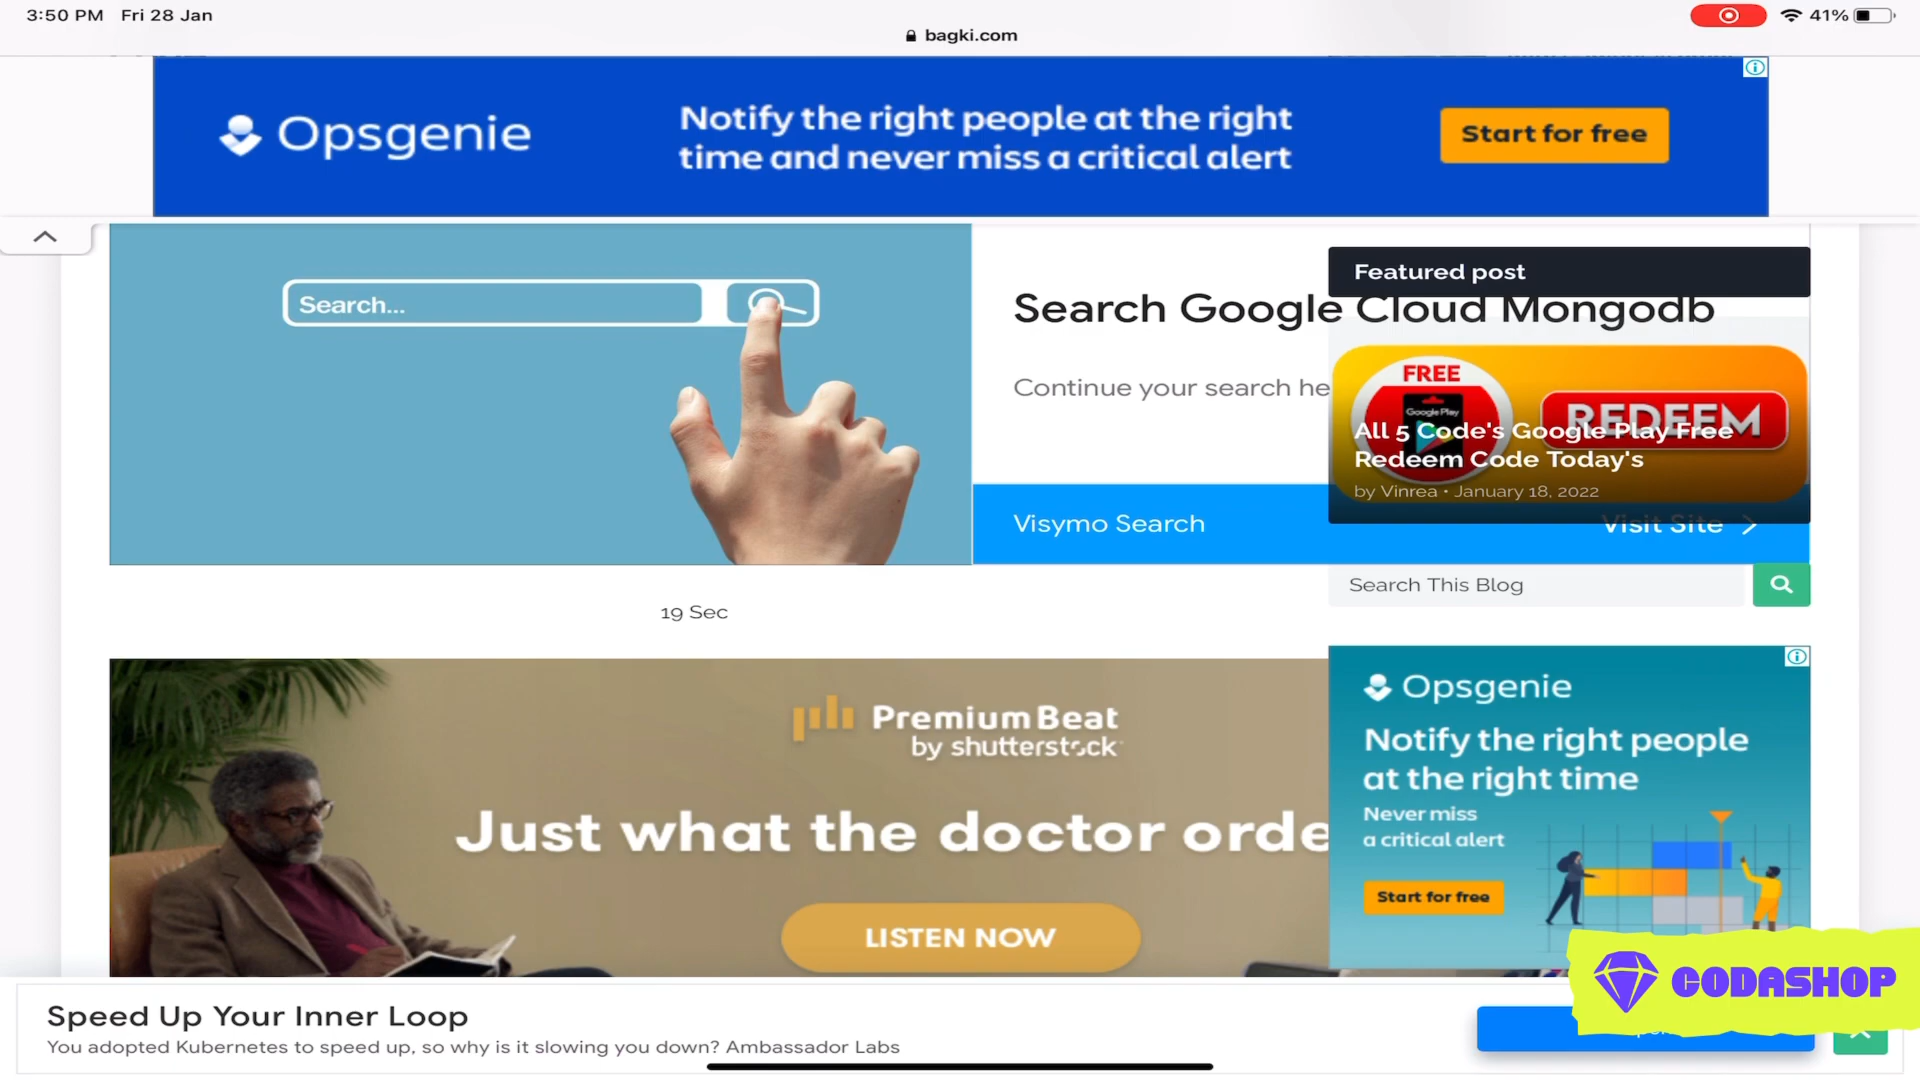 3:50 PM Fri 28 Jan
41%
bagki.com
Opsgenie
Notify the right people at the right
time and never miss a critical alert
Start for free
Search...
Search Google Cloud Mongodb
Continue your search he
Visymo Search
Visit Site
Featured post
FREE
Google Play
REDEEM
All 5 Code's Google Play Free
Redeem Code Today's
by Vinrea • January 18, 2022
Search This Blog
19 Sec
PremiumBeat
by shutterstock
Just what the doctor orde
LISTEN NOW
Opsgenie
Notify the right people
at the right time
Never miss
a critical alert
Start for free
CODASHOP
Speed Up Your Inner Loop
You adopted Kubernetes to speed up, so why is it slowing you down? Ambassador Labs